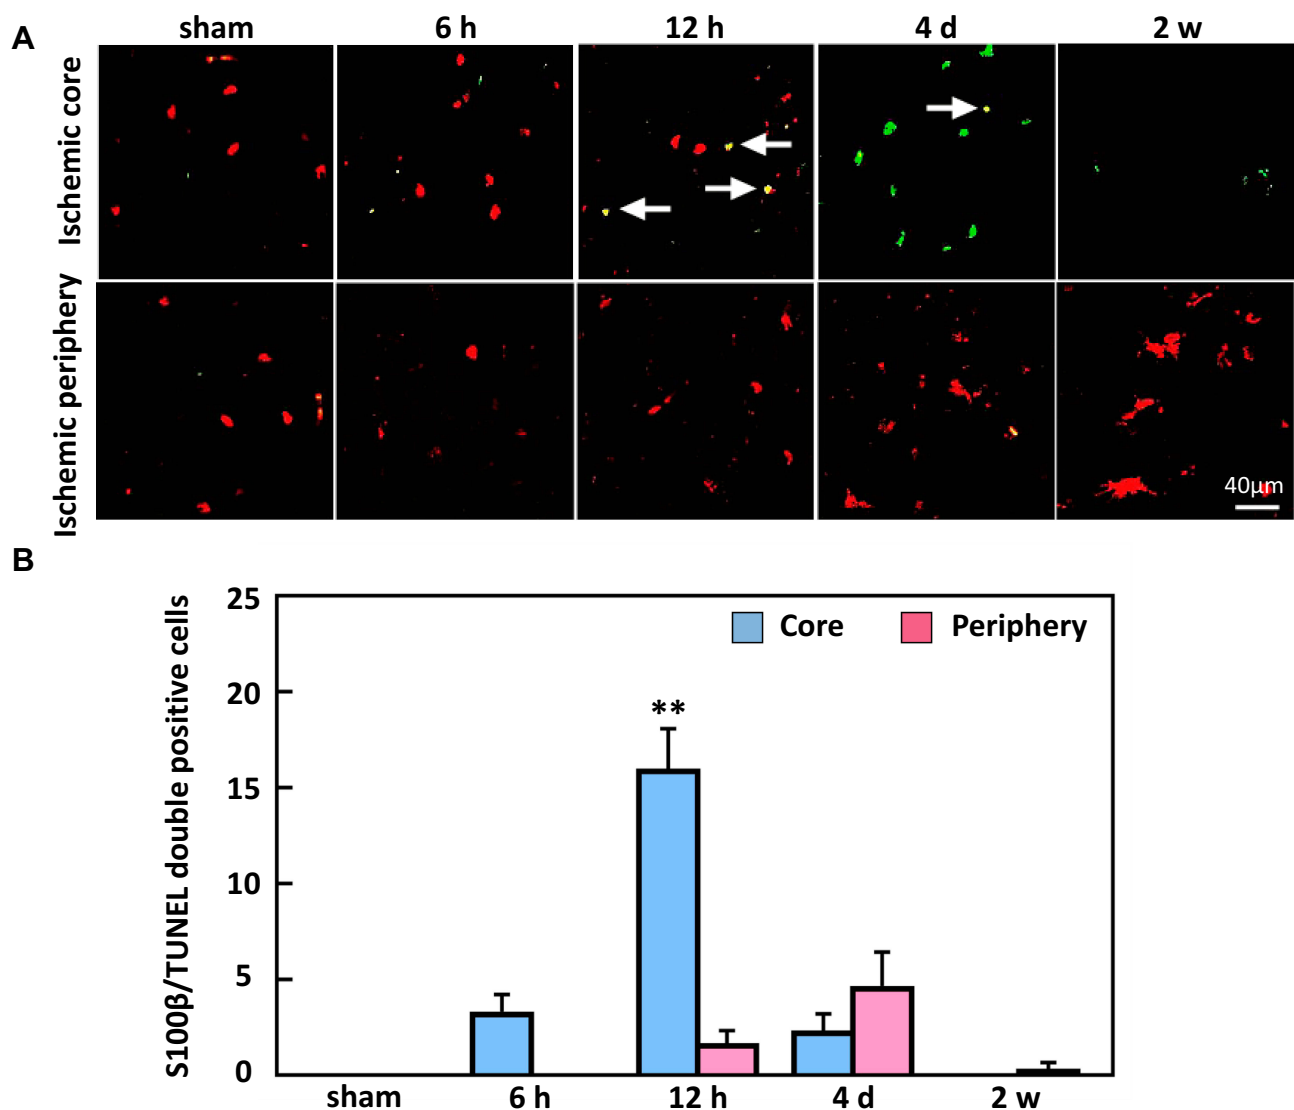 A
sham 6 h 12 h 4 d 2 w
Ischemic core
Ischemic periphery
40μm
B
S100β/TUNEL double positive cells
25
20
15
10
5
0
Core Periphery
**
sham 6 h 12 h 4 d 2 w